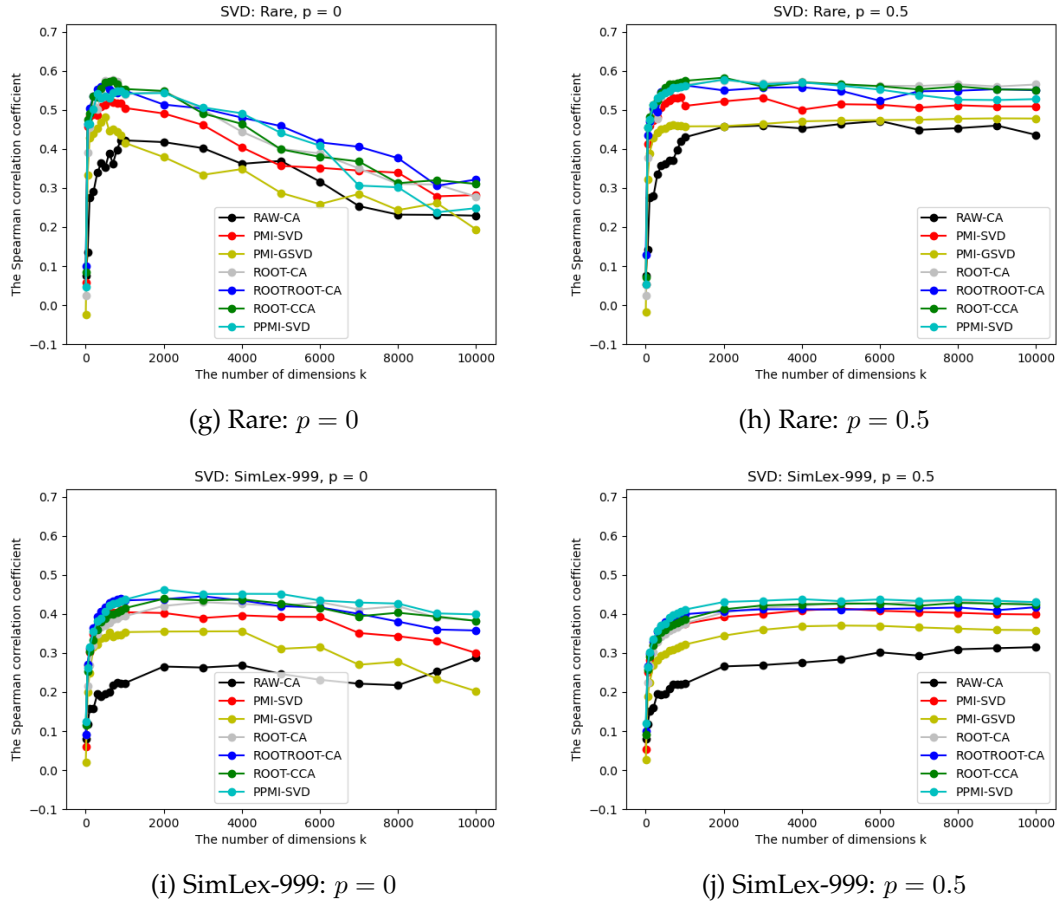 SVD: Rare, p = 0
The Spearman correlation coefficient
0.7
0.6
0.5
0.4
0.3
0.2
0.1
0.0
−0.1
RAW-CA
PMI-SVD
PMI-GSVD
ROOT-CA
ROOTROOT-CA
ROOT-CCA
PPMI-SVD
0 2000 4000 6000 8000 10000
The number of dimensions k
(g) Rare: p = 0
SVD: Rare, p = 0.5
The Spearman correlation coefficient
0.7
0.6
0.5
0.4
0.3
0.2
0.1
0.0
−0.1
RAW-CA
PMI-SVD
PMI-GSVD
ROOT-CA
ROOTROOT-CA
ROOT-CCA
PPMI-SVD
0 2000 4000 6000 8000 10000
The number of dimensions k
(h) Rare: p = 0.5
SVD: SimLex-999, p = 0
The Spearman correlation coefficient
0.7
0.6
0.5
0.4
0.3
0.2
0.1
0.0
−0.1
RAW-CA
PMI-SVD
PMI-GSVD
ROOT-CA
ROOTROOT-CA
ROOT-CCA
PPMI-SVD
0 2000 4000 6000 8000 10000
The number of dimensions k
(i) SimLex-999: p = 0
SVD: SimLex-999, p = 0.5
The Spearman correlation coefficient
0.7
0.6
0.5
0.4
0.3
0.2
0.1
0.0
−0.1
RAW-CA
PMI-SVD
PMI-GSVD
ROOT-CA
ROOTROOT-CA
ROOT-CCA
PPMI-SVD
0 2000 4000 6000 8000 10000
The number of dimensions k
(j) SimLex-999: p = 0.5